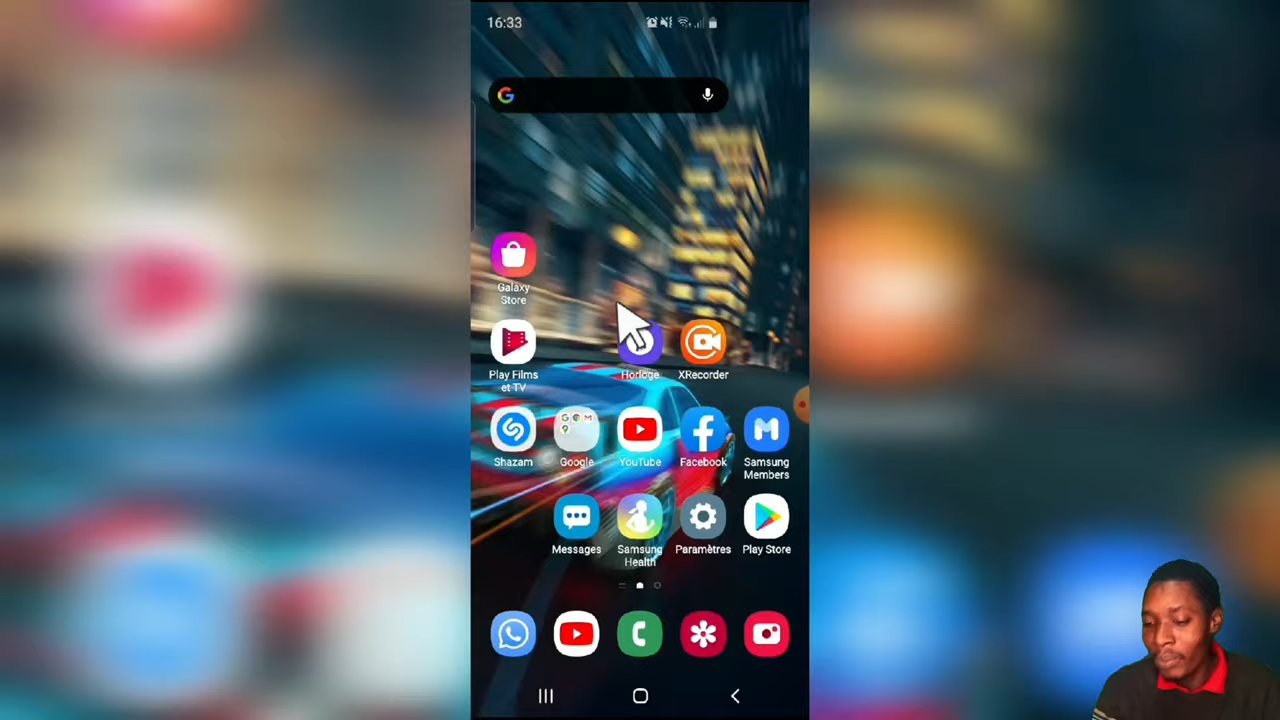 16:33
Galaxy
Store
Play Films
et TV
Horloge
XRecorder
Shazam
Google
YouTube
Facebook
Samsung
Members
Messages
Samsung
Health
Paramètres
Play Store